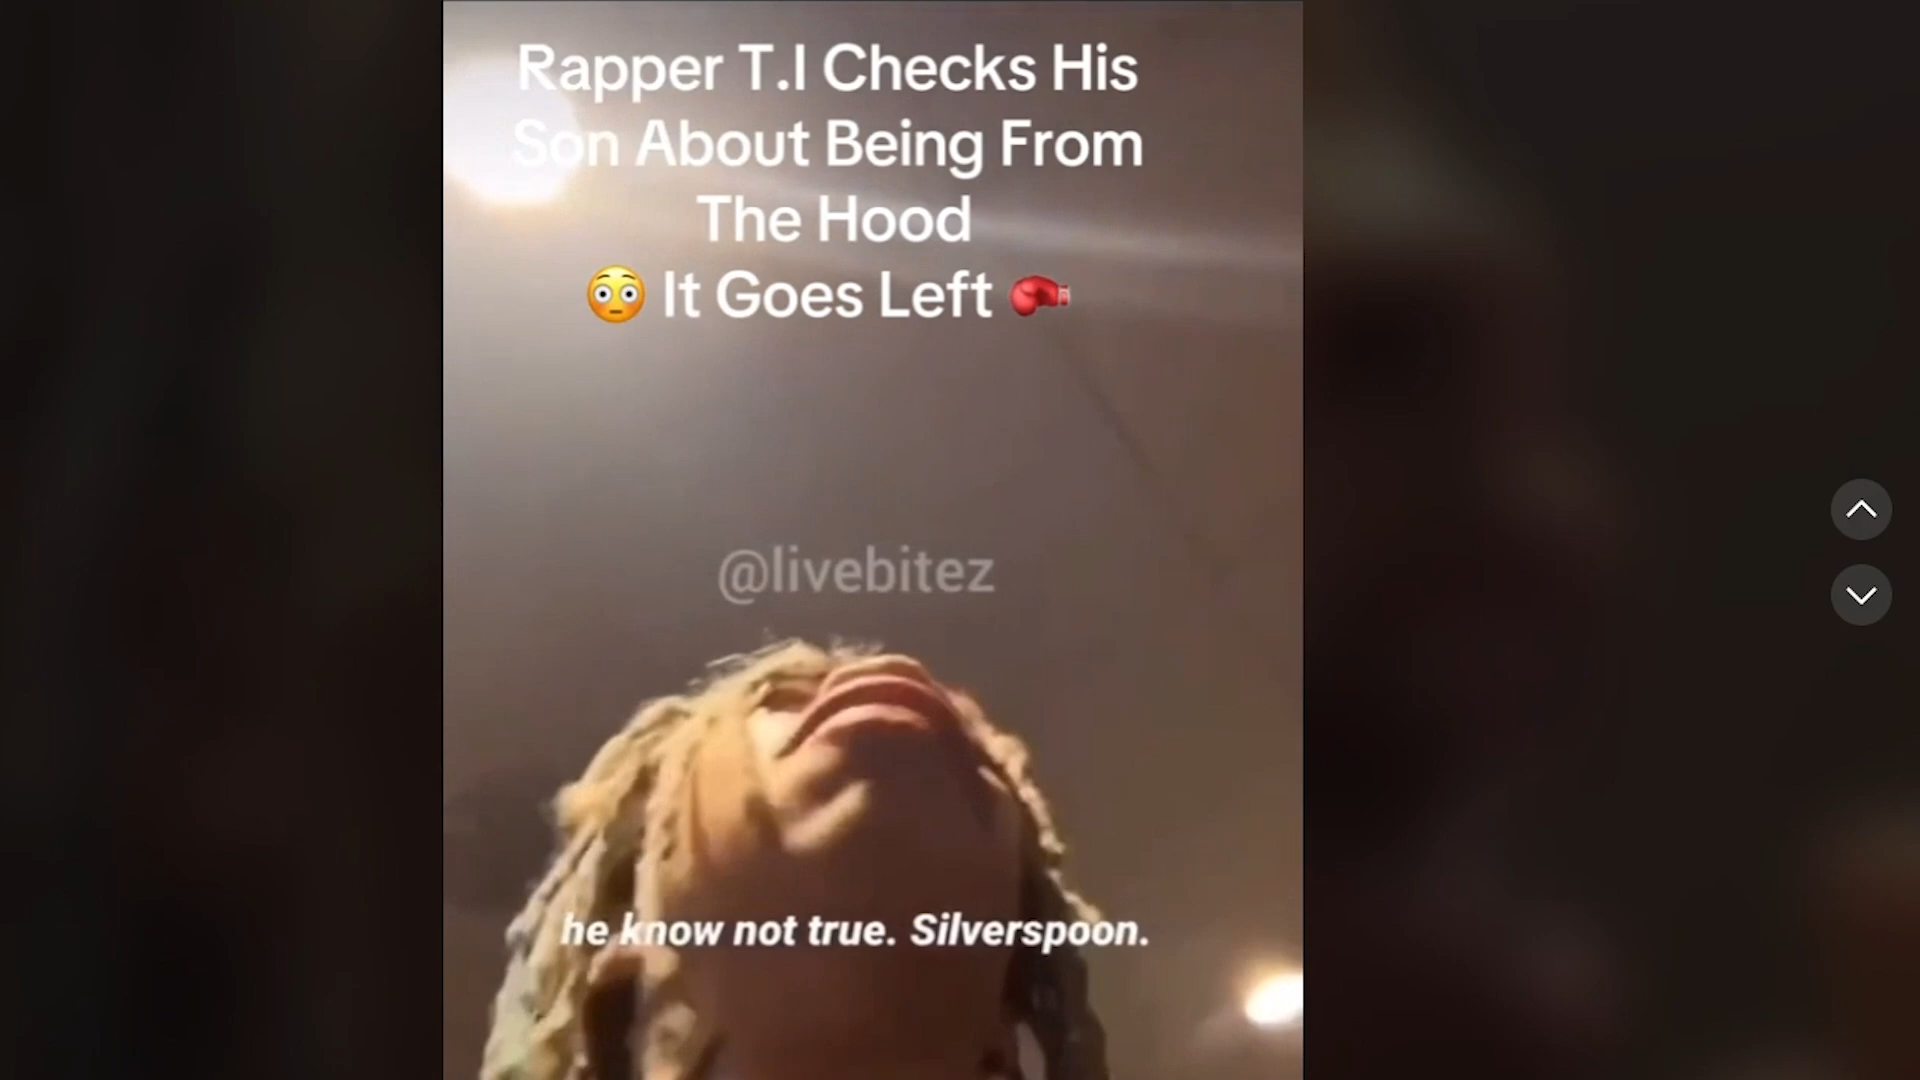 Rapper T.I Checks His
Son About Being From
The Hood
😳 It Goes Left 🥊
@livebitez
he know not true. Silverspoon.